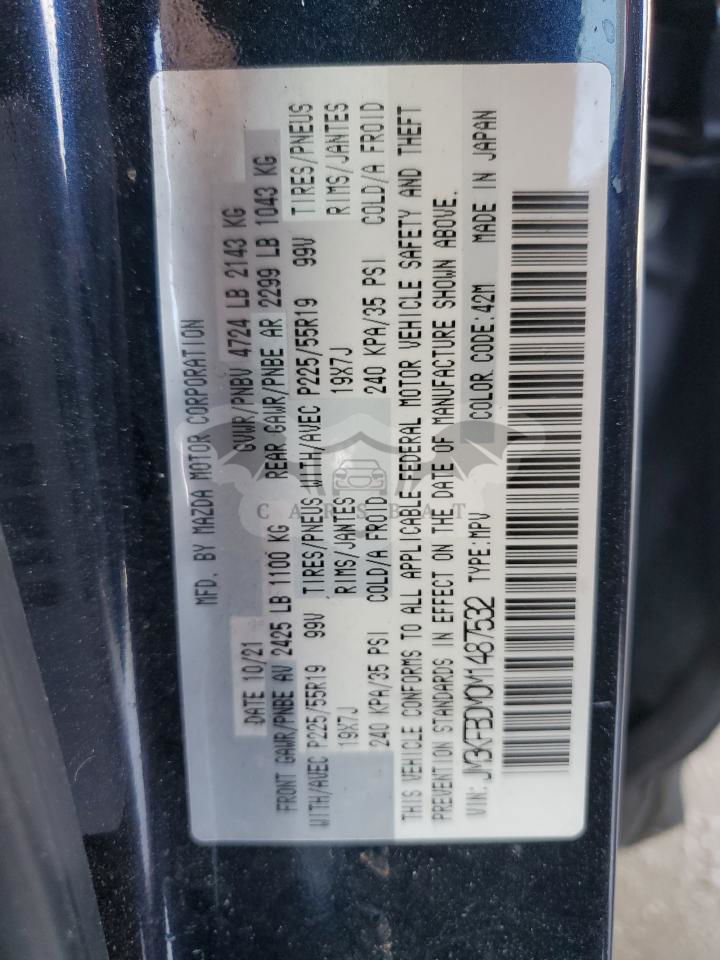 MFD. BY MAZDA MOTOR CORPORATION
DATE 10/21 GVWR/PNBV 4724 LB 2143 KG
FRONT GAWR/PNBE AV 2425 LB 1100 KG REAR GAWR/PNBE AR 2299 LB 1043 KG
WITH/AVEC P225/55R19 99V TIRES/PNEUS WITH/AVEC P225/55R19 99V TIRES/PNEUS
19X7J RIMS/JANTES 19X7J RIMS/JANTES
240 KPA/35 PSI COLD/A FROID 240 KPA/35 PSI COLD/A FROID
THIS VEHICLE CONFORMS TO ALL APPLICABLE FEDERAL MOTOR VEHICLE SAFETY AND THEFT
PREVENTION STANDARDS IN EFFECT ON THE DATE OF MANUFACTURE SHOWN ABOVE.
VIN: JM3KFBDM0M1487532 TYPE:MPV COLOR CODE:42M MADE IN JAPAN
CARSBAT